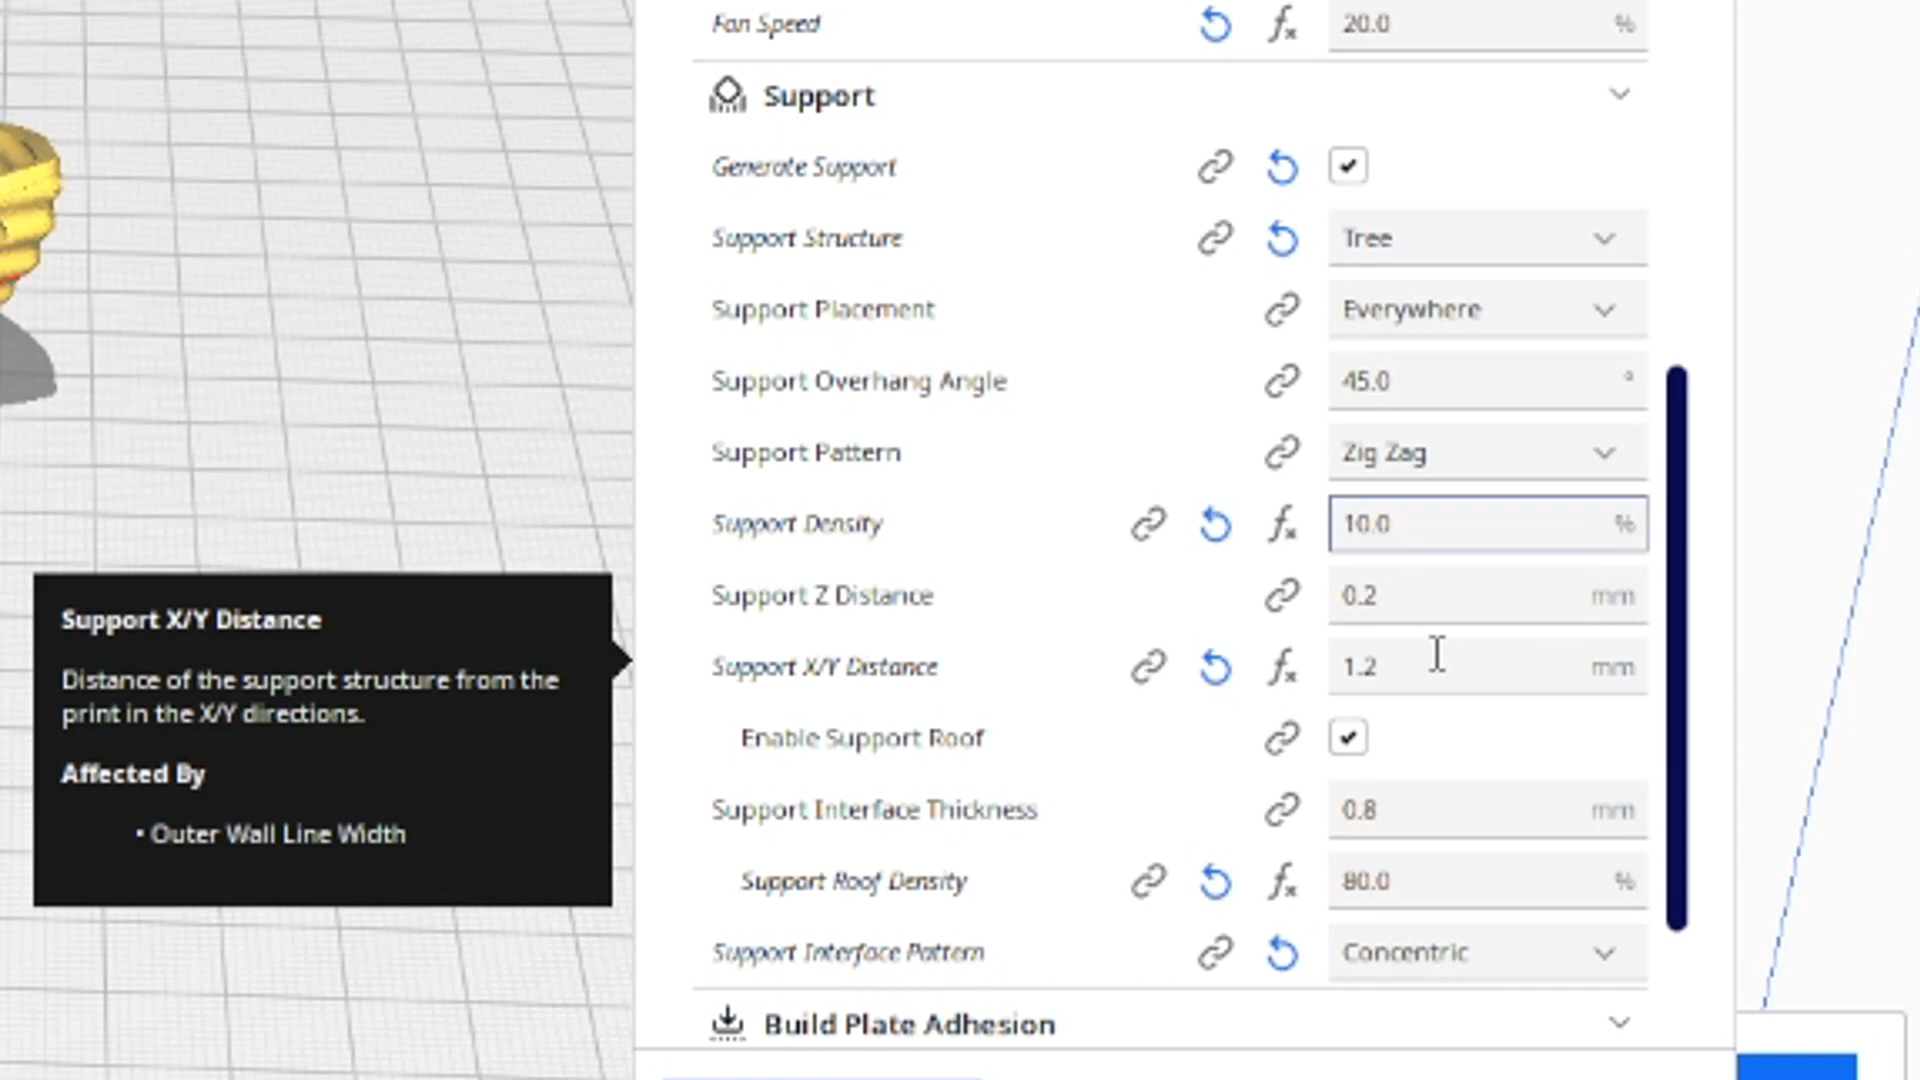 Fan Speed 20.0 %
Support
Generate Support
Support Structure Tree
Support Placement Everywhere
Support Overhang Angle 45.0 °
Support Pattern Zig Zag
Support Density 10.0 %
Support Z Distance 0.2 mm
Support X/Y Distance 1.2 mm
Enable Support Roof
Support Interface Thickness 0.8 mm
Support Roof Density 80.0 %
Support Interface Pattern Concentric
Build Plate Adhesion
Support X/Y Distance
Distance of the support structure from the
print in the X/Y directions.
Affected By
• Outer Wall Line Width